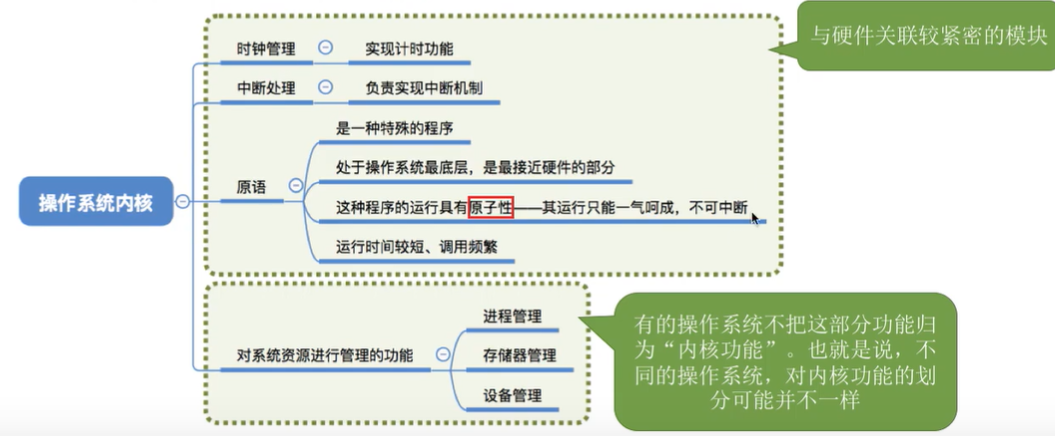 与硬件关联较紧密的模块
时钟管理
实现计时功能
中断处理
负责实现中断机制
是一种特殊的程序
处于操作系统最底层，是最接近硬件的部分
原语
操作系统内核
这种程序的运行具有原子性——其运行只能一气呵成，不可中断
运行时间较短、调用频繁
进程管理
对系统资源进行管理的功能
存储器管理
设备管理
有的操作系统不把这部分功能归
为“内核功能”。也就是说，不
同的操作系统，对内核功能的划
分可能并不一样